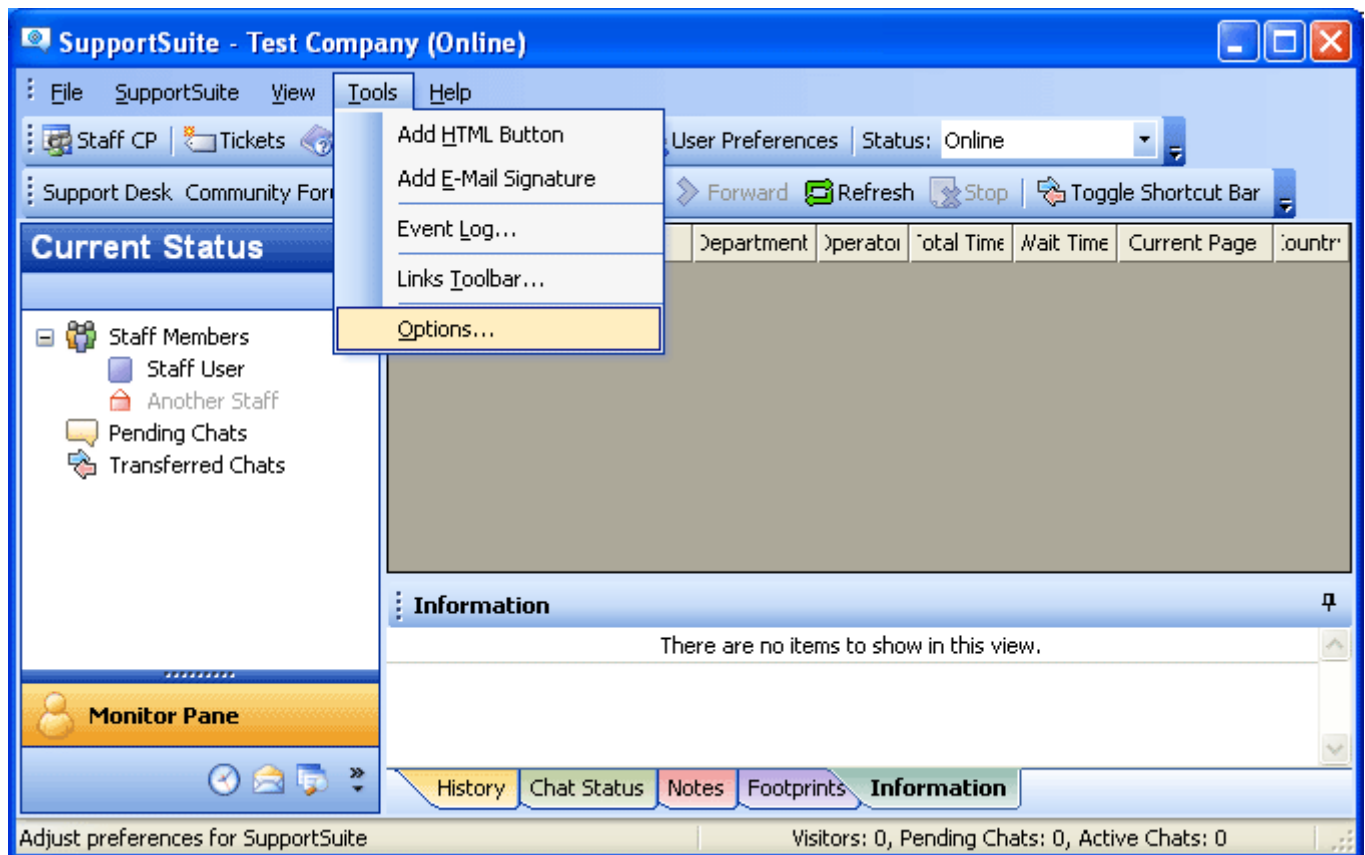 SupportSuite - Test Company (Online)
File SupportSuite View Tools Help
Staff CP Tickets User Preferences Status: Online
Support Desk Community Forward Refresh Stop Toggle Shortcut Bar
Add HTML Button
Add E-Mail Signature
Event Log...
Links Toolbar...
Options...
Current Status
Department Operator Total Time Wait Time Current Page
Staff Members
Staff User
Another Staff
Pending Chats
Transferred Chats
Information
There are no items to show in this view.
Monitor Pane
History Chat Status Notes Footprints Information
Adjust preferences for SupportSuite
Visitors: 0, Pending Chats: 0, Active Chats: 0